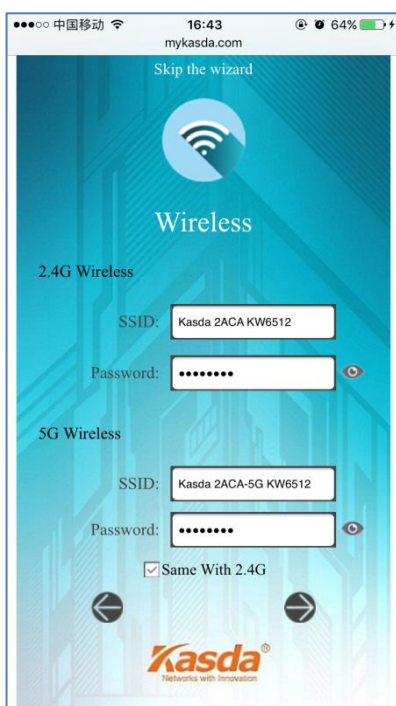 中国移动 16:43 64%
mykasda.com
Skip the wizard
Wireless
2.4G Wireless
SSID: Kasda 2ACA KW6512
Password: ••••••••
5G Wireless
SSID: Kasda 2ACA-5G KW6512
Password: ••••••••
Same With 2.4G
Kasda®
Networks with Innovation